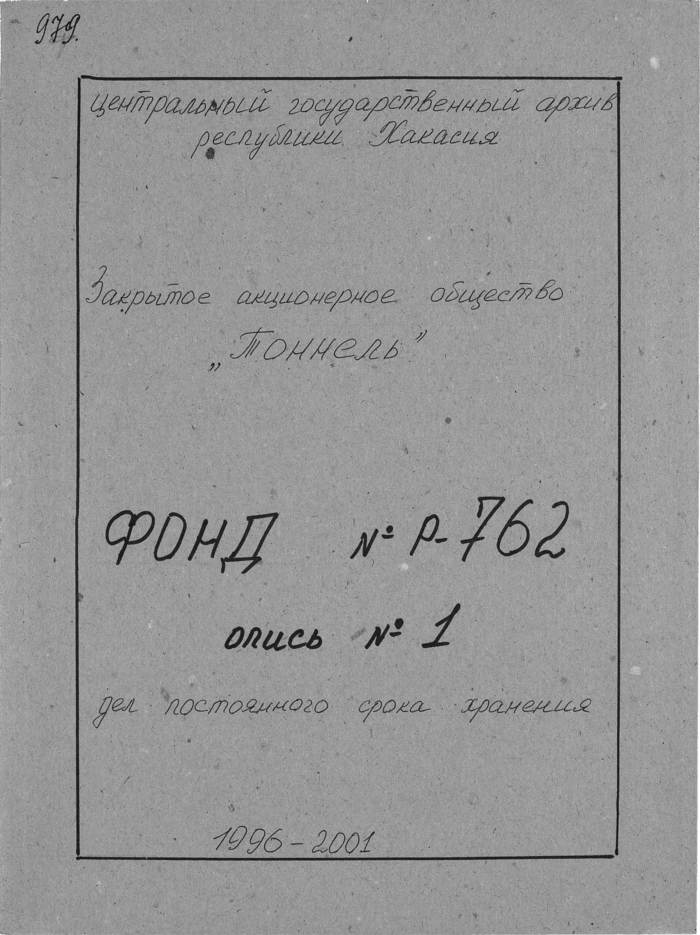 979.
центральный государственный архив
республики Хакасия
Закрытое акционерное общество
„Тоннель"
ФОНД № Р-762
опись № 1
дел постоянного срока хранения
1996-2001